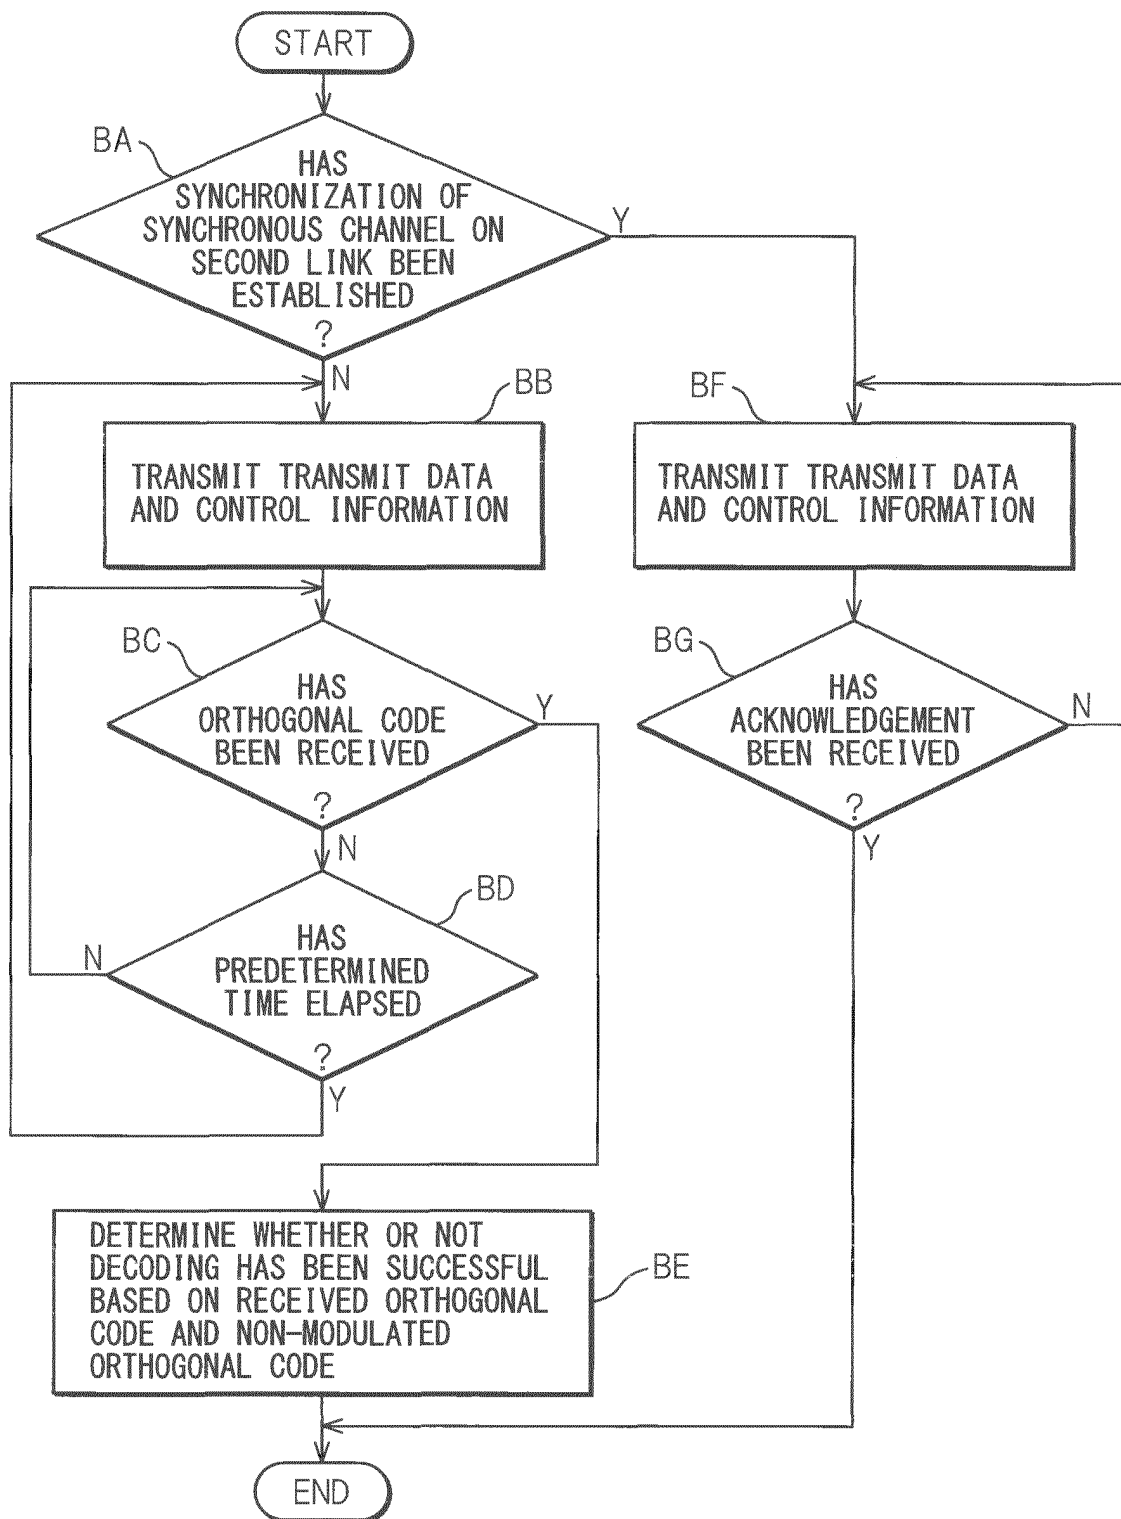 START
BA
HAS
SYNCHRONIZATION OF
SYNCHRONOUS CHANNEL ON
SECOND LINK BEEN
ESTABLISHED
?
Y
N
BB
TRANSMIT TRANSMIT DATA
AND CONTROL INFORMATION
BF
TRANSMIT TRANSMIT DATA
AND CONTROL INFORMATION
BC
HAS
ORTHOGONAL CODE
BEEN RECEIVED
?
Y
N
BG
HAS
ACKNOWLEDGEMENT
BEEN RECEIVED
?
N
Y
BD
HAS
PREDETERMINED
TIME ELAPSED
?
N
Y
DETERMINE WHETHER OR NOT
DECODING HAS BEEN SUCCESSFUL
BASED ON RECEIVED ORTHOGONAL
CODE AND NON-MODULATED
ORTHOGONAL CODE
BE
END